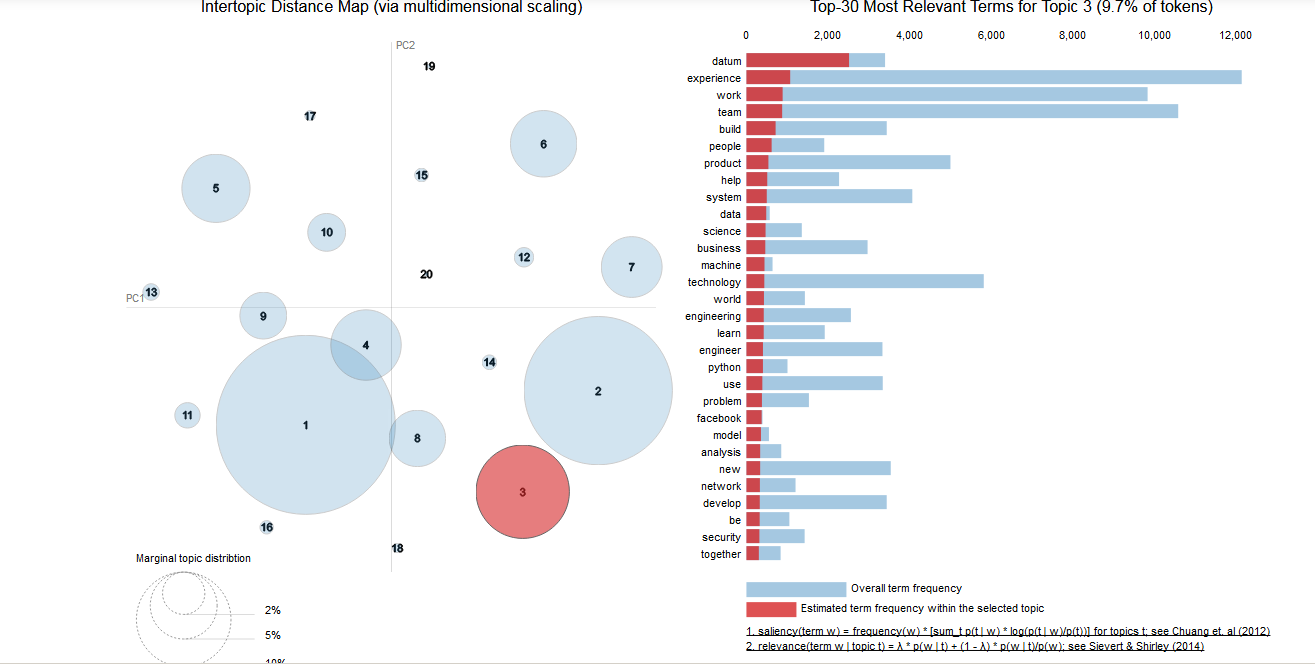 Intertopic Distance Map (via multidimensional scaling)
PC2
19
17
6
15
5
10
12
7
20
PC1
13
9
4
14
2
11
1
8
3
16
18
Marginal topic distribtion
2%
5%
10%
Top-30 Most Relevant Terms for Topic 3 (9.7% of tokens)
0 2,000 4,000 6,000 8,000 10,000 12,000
datum
experience
work
team
build
people
product
help
system
data
science
business
machine
technology
world
engineering
learn
engineer
python
use
problem
facebook
model
analysis
new
network
develop
be
security
together
Overall term frequency
Estimated term frequency within the selected topic
1. saliency(term w) = frequency(w) * [sum_t p(t | w) * log(p(t | w)/p(t))] for topics t; see Chuang et. al (2012)
2. relevance(term w | topic t) = λ * p(w | t) + (1 - λ) * p(w | t)/p(w); see Sievert & Shirley (2014)